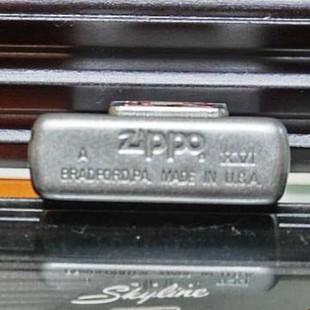 Zippo
A XVI
BRADFORD, PA. MADE IN U.S.A.
Skyline